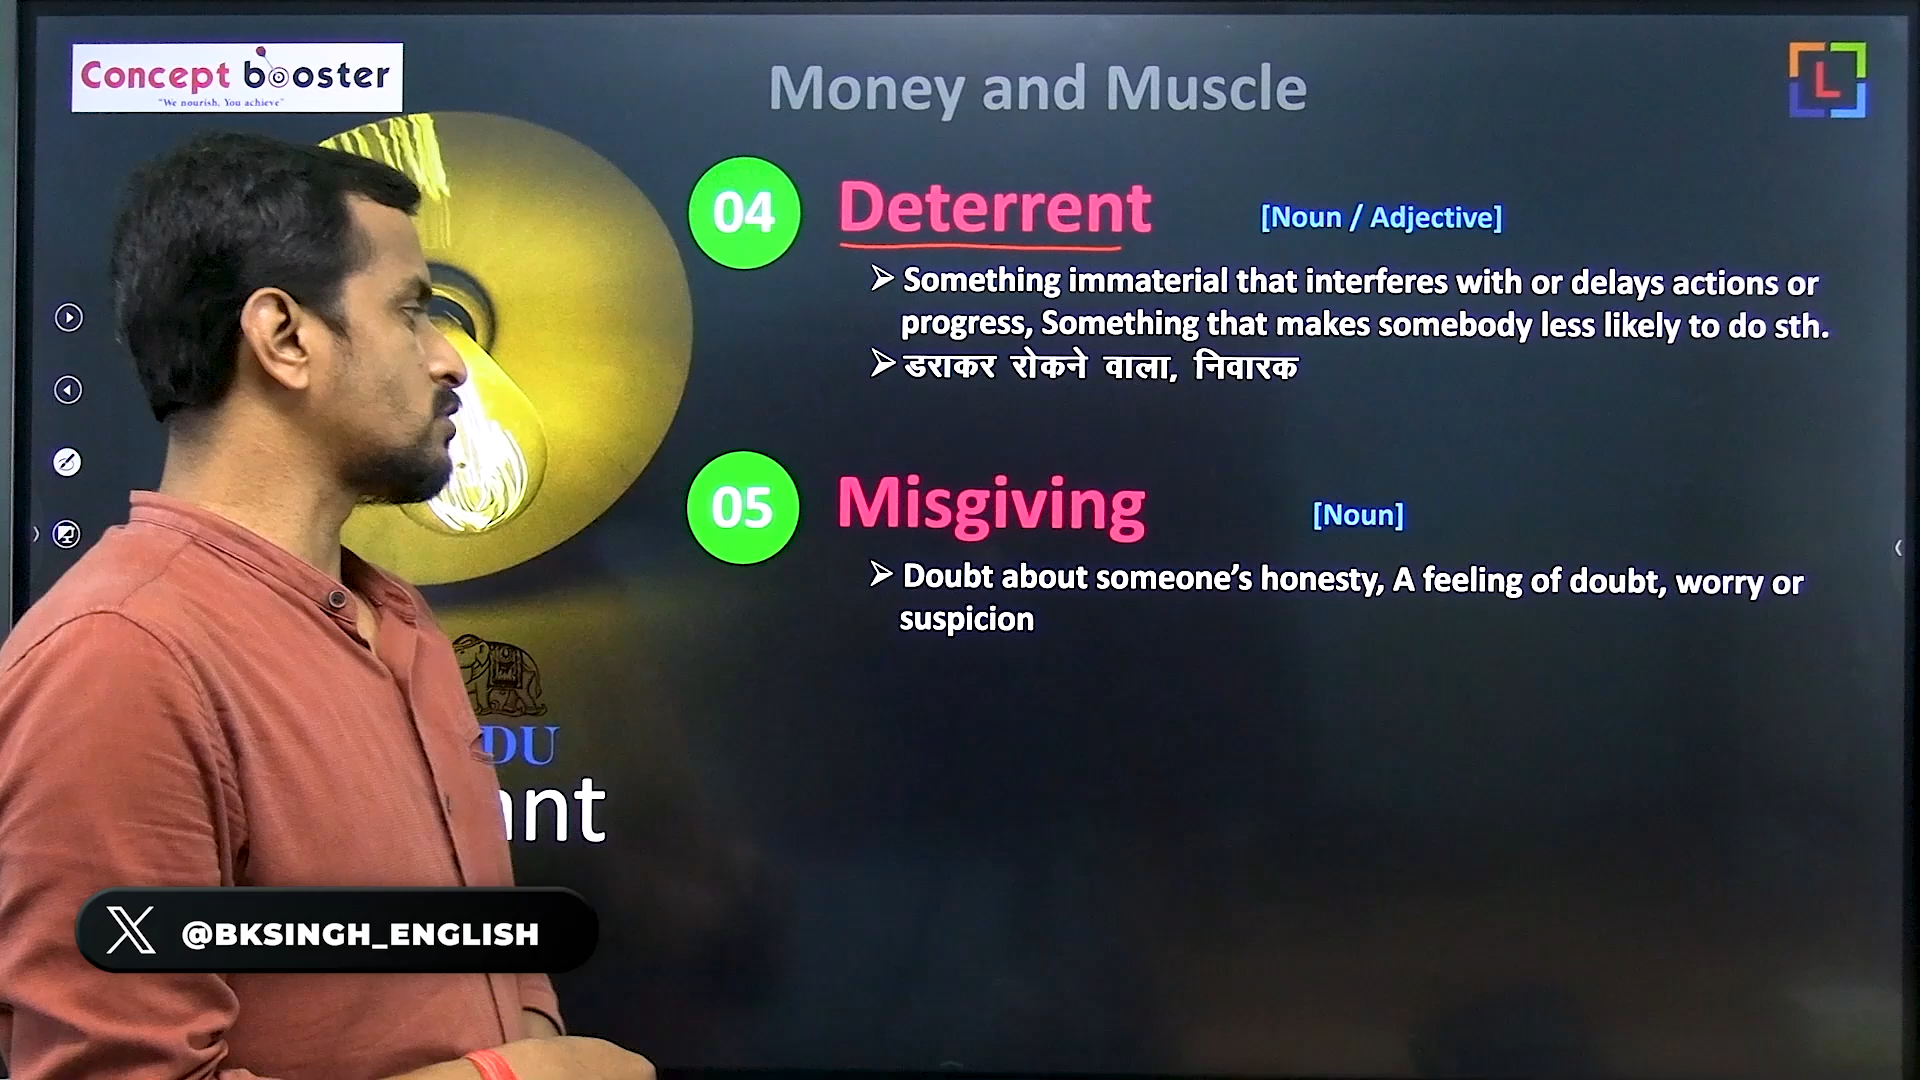 Concept booster
"We nourish, You achieve"
Money and Muscle
L
04
Deterrent
[Noun / Adjective]
➢ Something immaterial that interferes with or delays actions or
progress, Something that makes somebody less likely to do sth.
➢ डराकर रोकने वाला, निवारक
05
Misgiving
[Noun]
➢ Doubt about someone’s honesty, A feeling of doubt, worry or
suspicion
@BKSINGH_ENGLISH